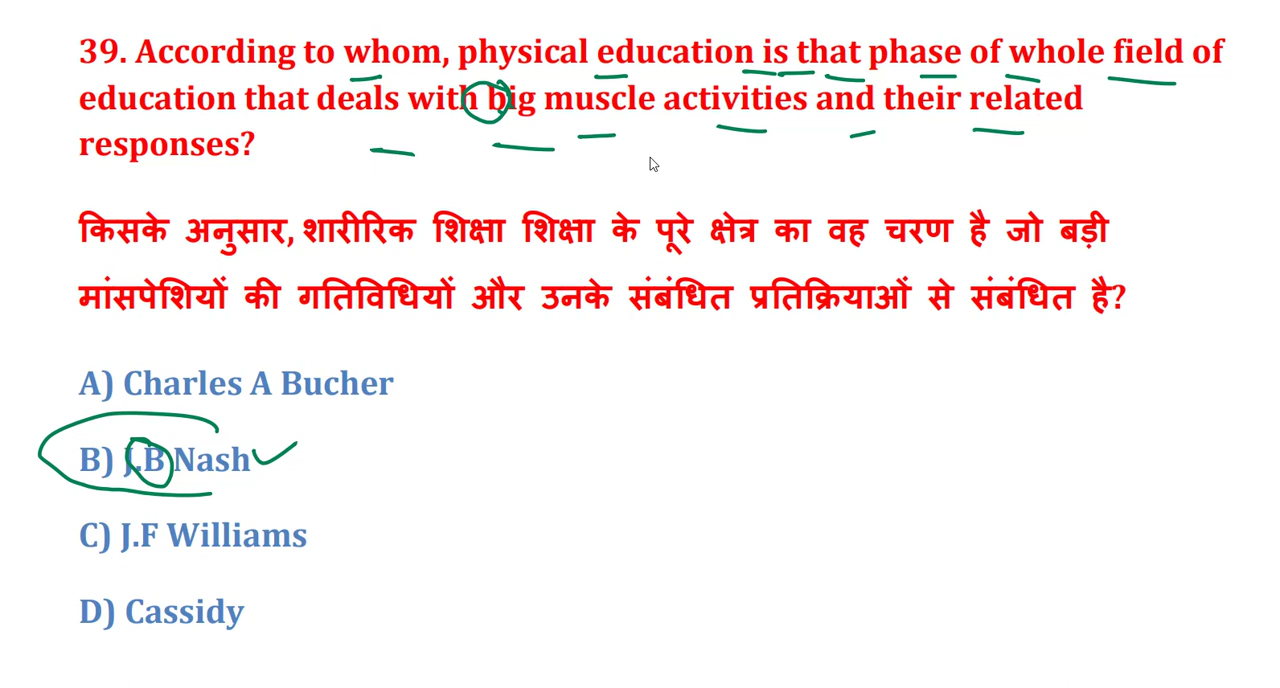 39. According to whom, physical education is that phase of whole field of
education that deals with big muscle activities and their related
responses?
किसके अनुसार, शारीरिक शिक्षा शिक्षा के पूरे क्षेत्र का वह चरण है जो बड़ी
मांसपेशियों की गतिविधियों और उनके संबंधित प्रतिक्रियाओं से संबंधित है?
A) Charles A Bucher
B) J.B Nash
C) J.F Williams
D) Cassidy